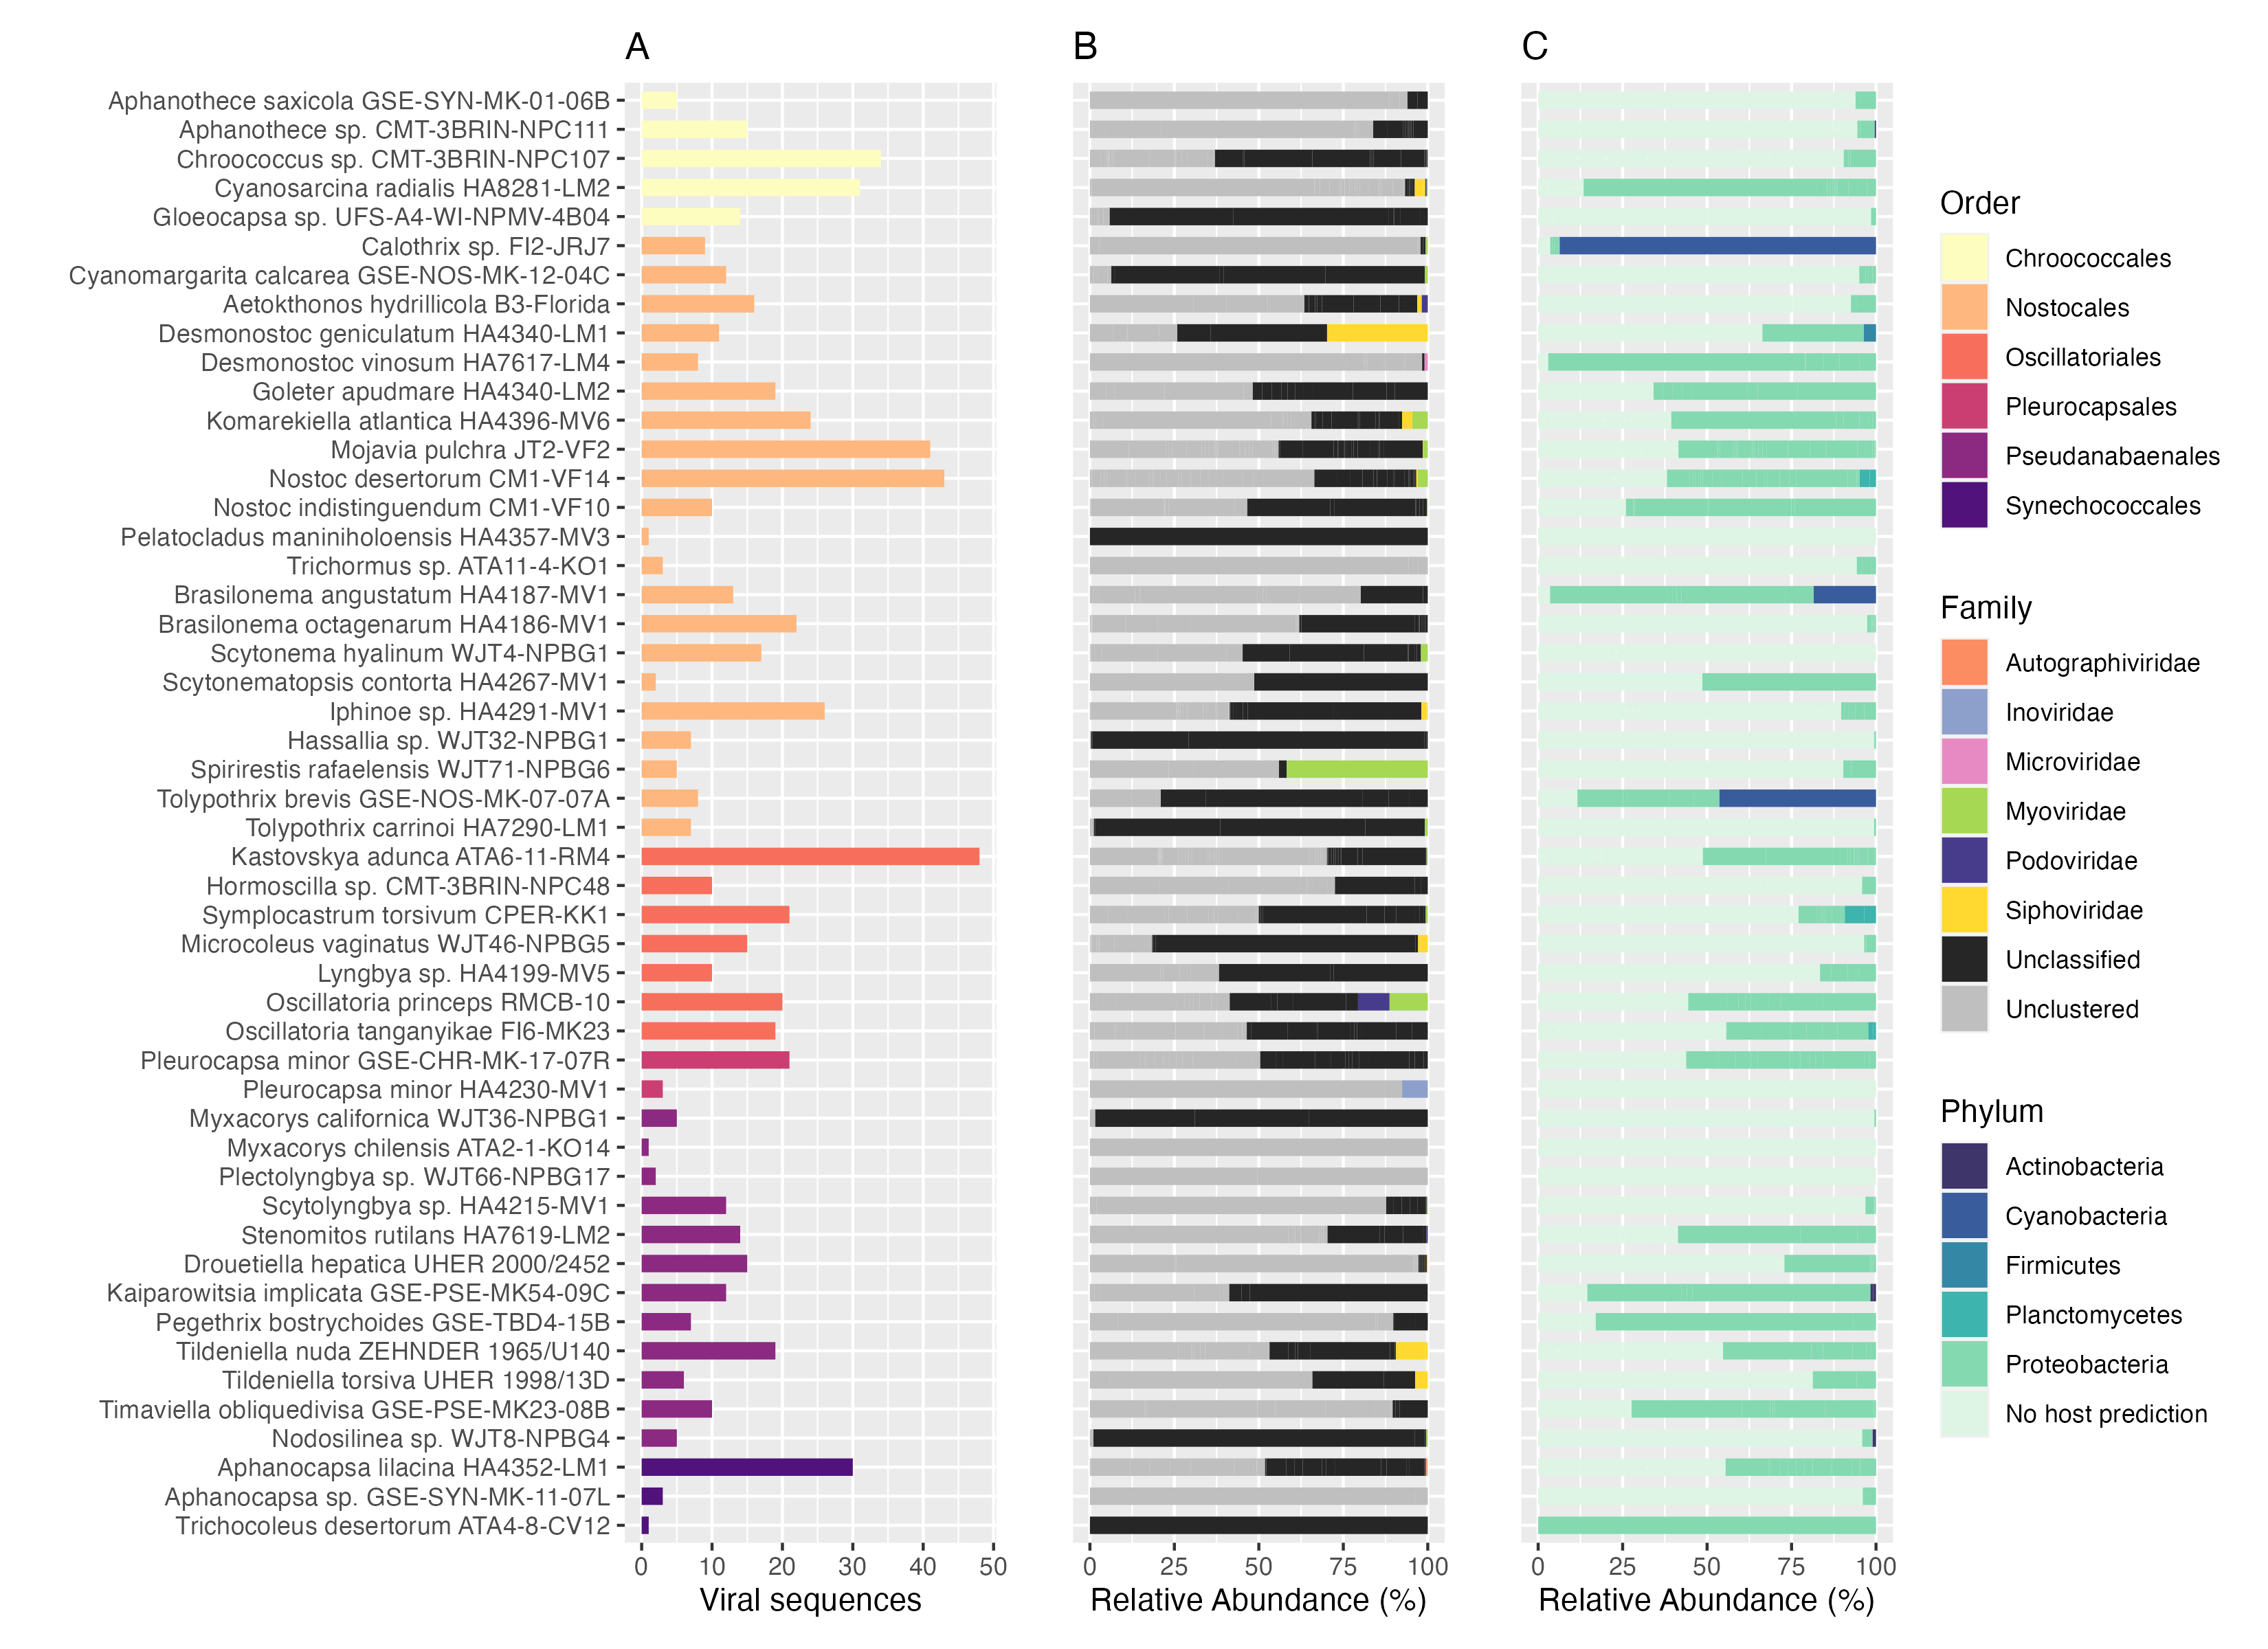 A
B
C
Aphanothece saxicola GSE-SYN-MK-01-06B
Aphanothece sp. CMT-3BRIN-NPC111
Chroococcus sp. CMT-3BRIN-NPC107
Cyanosarcina radialis HA8281-LM2
Gloeocapsa sp. UFS-A4-WI-NPMV-4B04
Calothrix sp. FI2-JRJ7
Cyanomargarita calcarea GSE-NOS-MK-12-04C
Aetokthonos hydrillicola B3-Florida
Desmonostoc geniculatum HA4340-LM1
Desmonostoc vinosum HA7617-LM4
Goleter apudmare HA4340-LM2
Komarekiella atlantica HA4396-MV6
Mojavia pulchra JT2-VF2
Nostoc desertorum CM1-VF14
Nostoc indistinguendum CM1-VF10
Pelatocladus maniniholoensis HA4357-MV3
Trichormus sp. ATA11-4-KO1
Brasilonema angustatum HA4187-MV1
Brasilonema octagenarum HA4186-MV1
Scytonema hyalinum WJT4-NPBG1
Scytonematopsis contorta HA4267-MV1
Iphinoe sp. HA4291-MV1
Hassallia sp. WJT32-NPBG1
Spirirestis rafaelensis WJT71-NPBG6
Tolypothrix brevis GSE-NOS-MK-07-07A
Tolypothrix carrinoi HA7290-LM1
Kastovskya adunca ATA6-11-RM4
Hormoscilla sp. CMT-3BRIN-NPC48
Symplocastrum torsivum CPER-KK1
Microcoleus vaginatus WJT46-NPBG5
Lyngbya sp. HA4199-MV5
Oscillatoria princeps RMCB-10
Oscillatoria tanganyikae FI6-MK23
Pleurocapsa minor GSE-CHR-MK-17-07R
Pleurocapsa minor HA4230-MV1
Myxacorys californica WJT36-NPBG1
Myxacorys chilensis ATA2-1-KO14
Plectolyngbya sp. WJT66-NPBG17
Scytolyngbya sp. HA4215-MV1
Stenomitos rutilans HA7619-LM2
Drouetiella hepatica UHER 2000/2452
Kaiparowitsia implicata GSE-PSE-MK54-09C
Pegethrix bostrychoides GSE-TBD4-15B
Tildeniella nuda ZEHNDER 1965/U140
Tildeniella torsiva UHER 1998/13D
Timaviella obliquedivisa GSE-PSE-MK23-08B
Nodosilinea sp. WJT8-NPBG4
Aphanocapsa lilacina HA4352-LM1
Aphanocapsa sp. GSE-SYN-MK-11-07L
Trichocoleus desertorum ATA4-8-CV12
0 10 20 30 40 50
Viral sequences
0 25 50 75 100
Relative Abundance (%)
0 25 50 75 100
Relative Abundance (%)
Order
Chroococcales
Nostocales
Oscillatoriales
Pleurocapsales
Pseudanabaenales
Synechococcales
Family
Autographiviridae
Inoviridae
Microviridae
Myoviridae
Podoviridae
Siphoviridae
Unclassified
Unclustered
Phylum
Actinobacteria
Cyanobacteria
Firmicutes
Planctomycetes
Proteobacteria
No host prediction